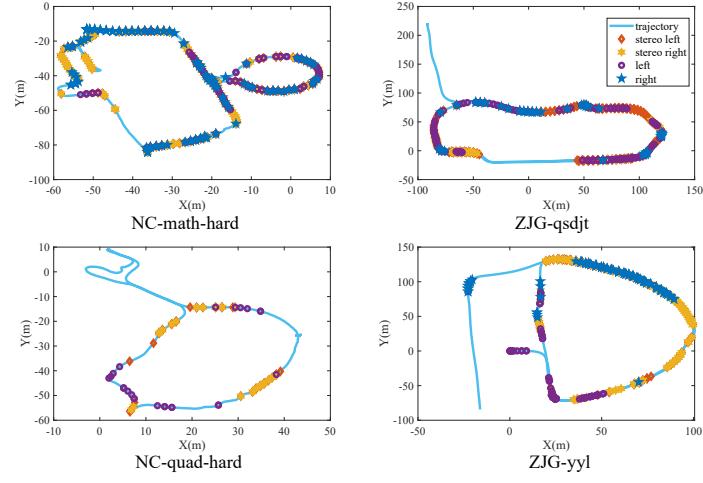 0
-20
-40
-60
-80
-100
Y(m)
-60 -50 -40 -30 -20 -10 0 10
X(m)
NC-math-hard
250
200
150
100
50
0
-50
Y(m)
-100 -50 0 50 100 150
X(m)
trajectory
stereo left
stereo right
left
right
ZJG-qsdjt
10
0
-10
-20
-30
-40
-50
-60
Y(m)
-10 0 10 20 30 40 50
X(m)
NC-quad-hard
150
100
50
0
-50
-100
Y(m)
-50 0 50 100
X(m)
ZJG-yyl